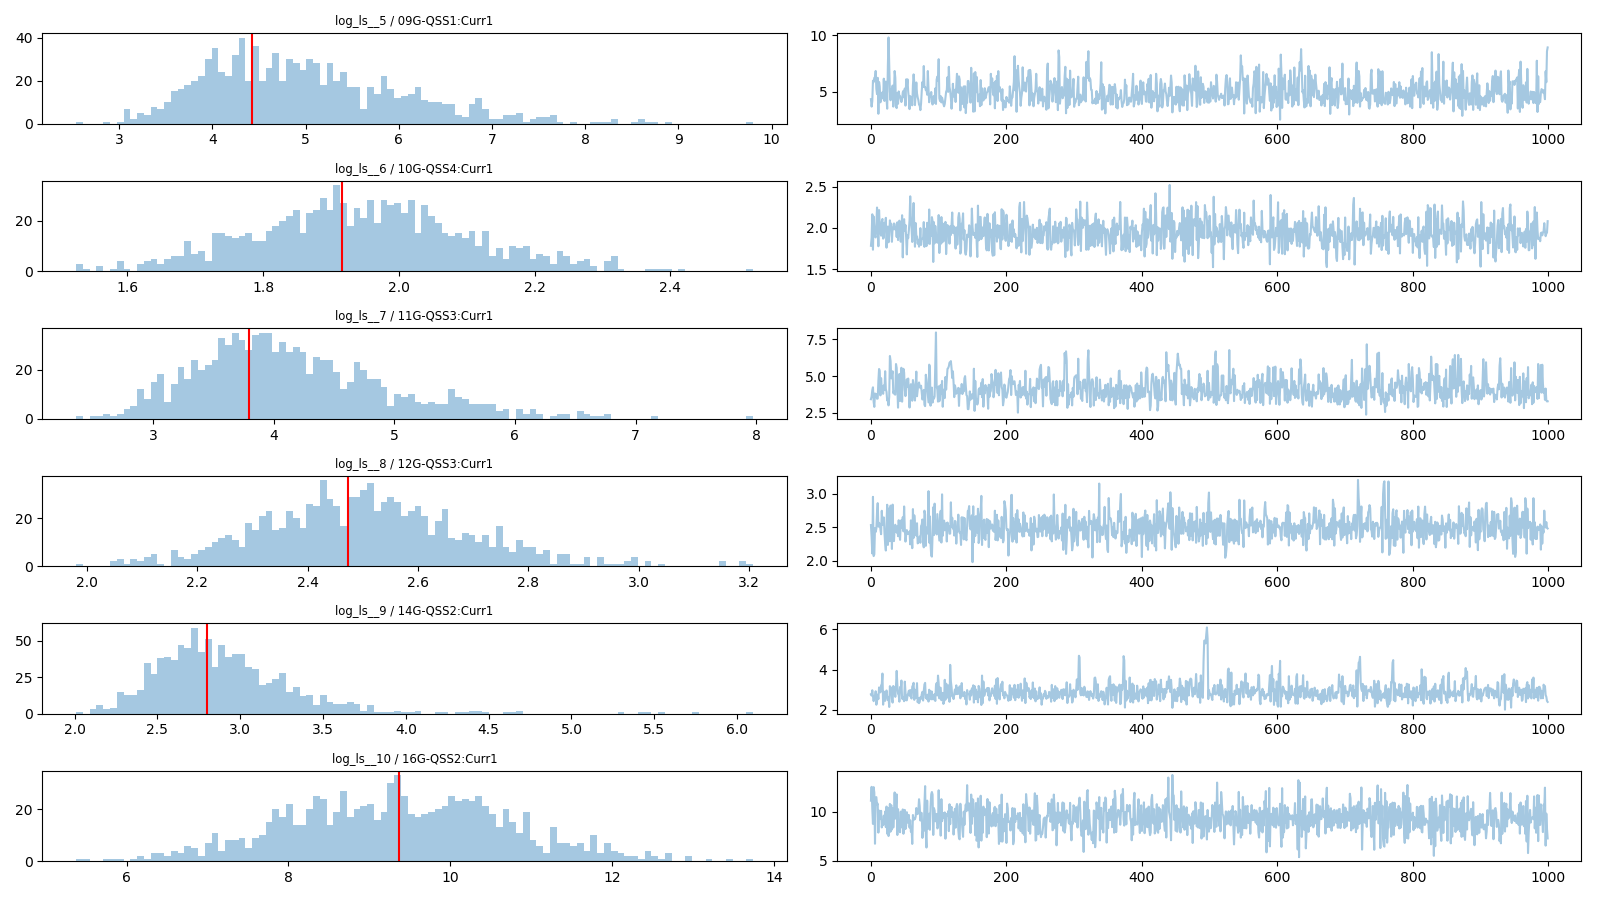 log_ls__5 / 09G-QSS1:Curr1
40
20
0
3 4 5 6 7 8 9 10
10
5
0 200 400 600 800 1000
log_ls__6 / 10G-QSS4:Curr1
20
0
1.6 1.8 2.0 2.2 2.4
2.5
2.0
1.5
0 200 400 600 800 1000
log_ls__7 / 11G-QSS3:Curr1
20
0
3 4 5 6 7 8
7.5
5.0
2.5
0 200 400 600 800 1000
log_ls__8 / 12G-QSS3:Curr1
20
0
2.0 2.2 2.4 2.6 2.8 3.0 3.2
3.0
2.5
2.0
0 200 400 600 800 1000
log_ls__9 / 14G-QSS2:Curr1
50
25
0
2.0 2.5 3.0 3.5 4.0 4.5 5.0 5.5 6.0
6
4
2
0 200 400 600 800 1000
log_ls__10 / 16G-QSS2:Curr1
20
0
6 8 10 12 14
10
5
0 200 400 600 800 1000